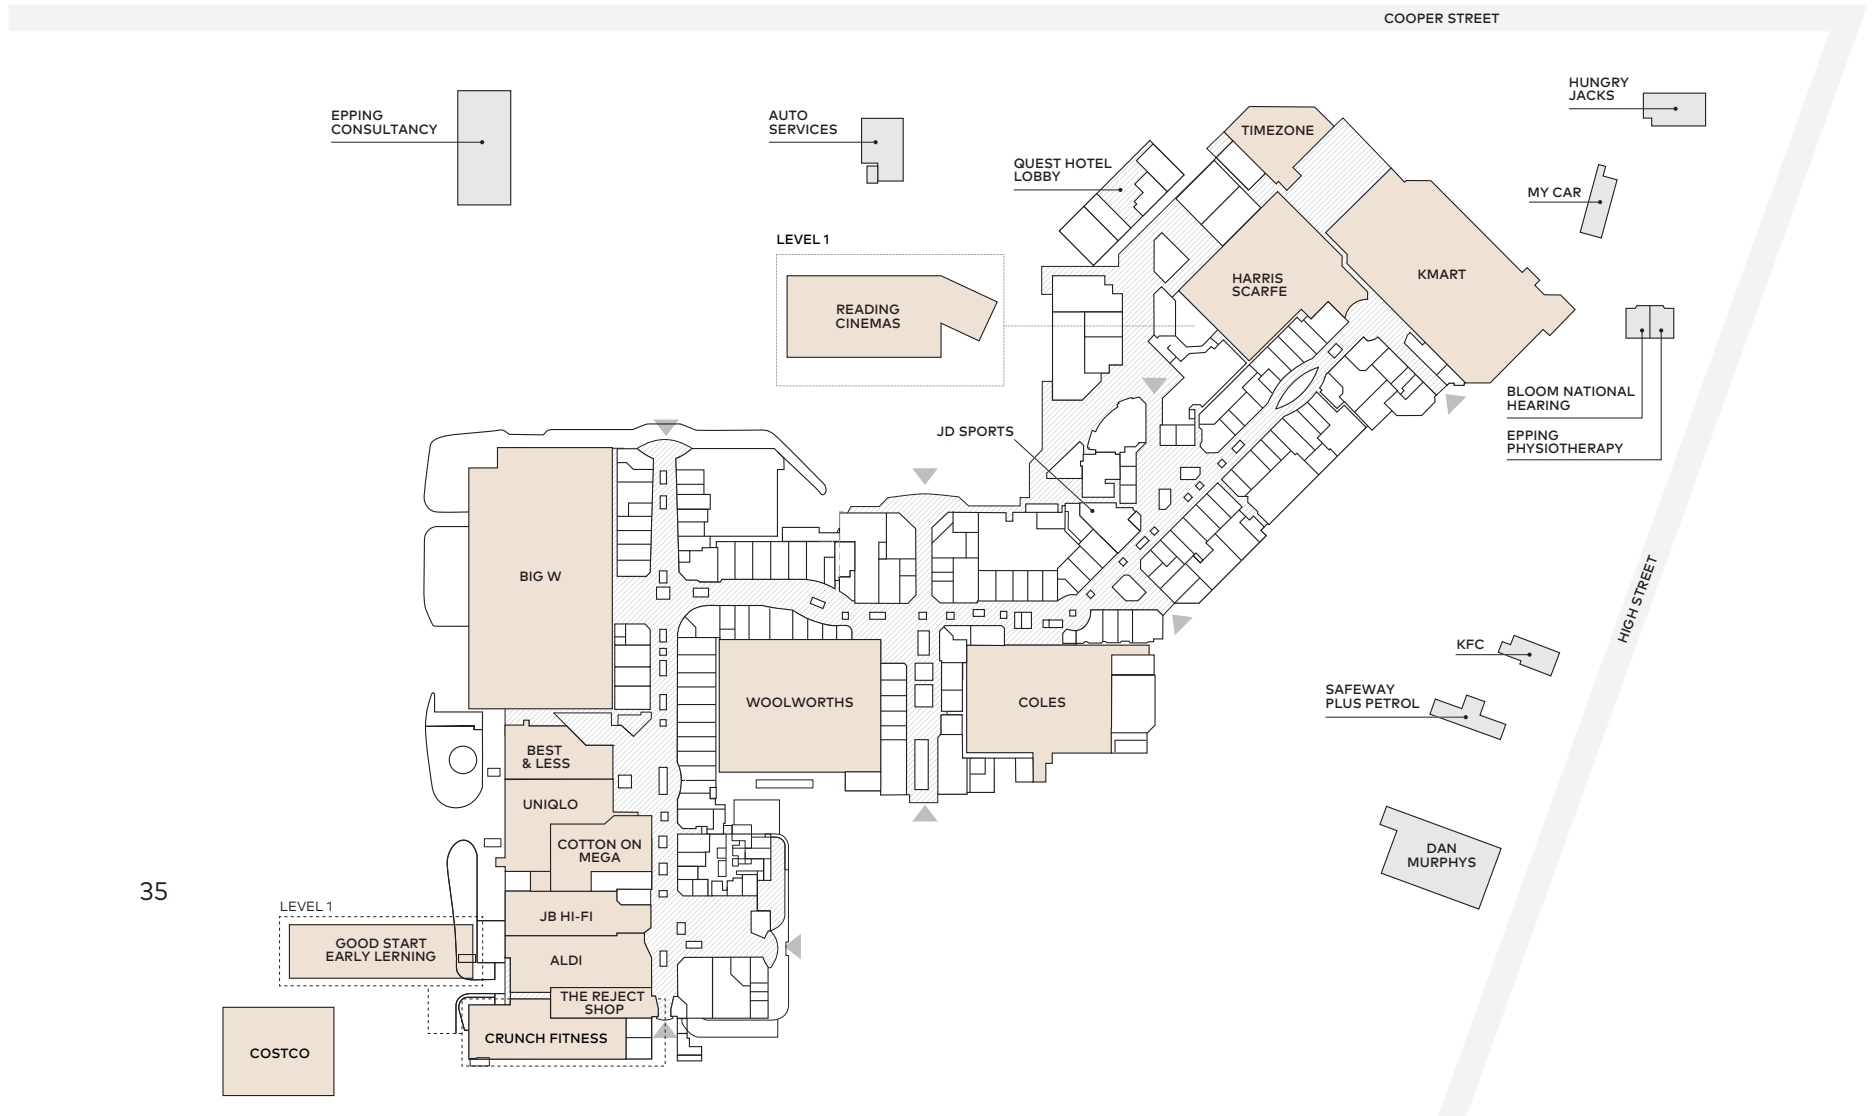 COOPER STREET
HUNGRY
JACKS
EPPING
CONSULTANCY
AUTO
SERVICES
TIMEZONE
QUEST HOTEL
LOBBY
MY CAR
LEVEL 1
READING
CINEMAS
HARRIS
SCARFE
KMART
BLOOM NATIONAL
HEARING
EPPING
PHYSIOTHERAPY
JD SPORTS
BIG W
HIGH STREET
KFC
SAFEWAY
PLUS PETROL
WOOLWORTHS
COLES
BEST
& LESS
UNIQLO
COTTON ON
MEGA
DAN
MURPHYS
35
LEVEL 1
JB HI-FI
GOOD START
EARLY LERNING
ALDI
THE REJECT
SHOP
CRUNCH FITNESS
COSTCO